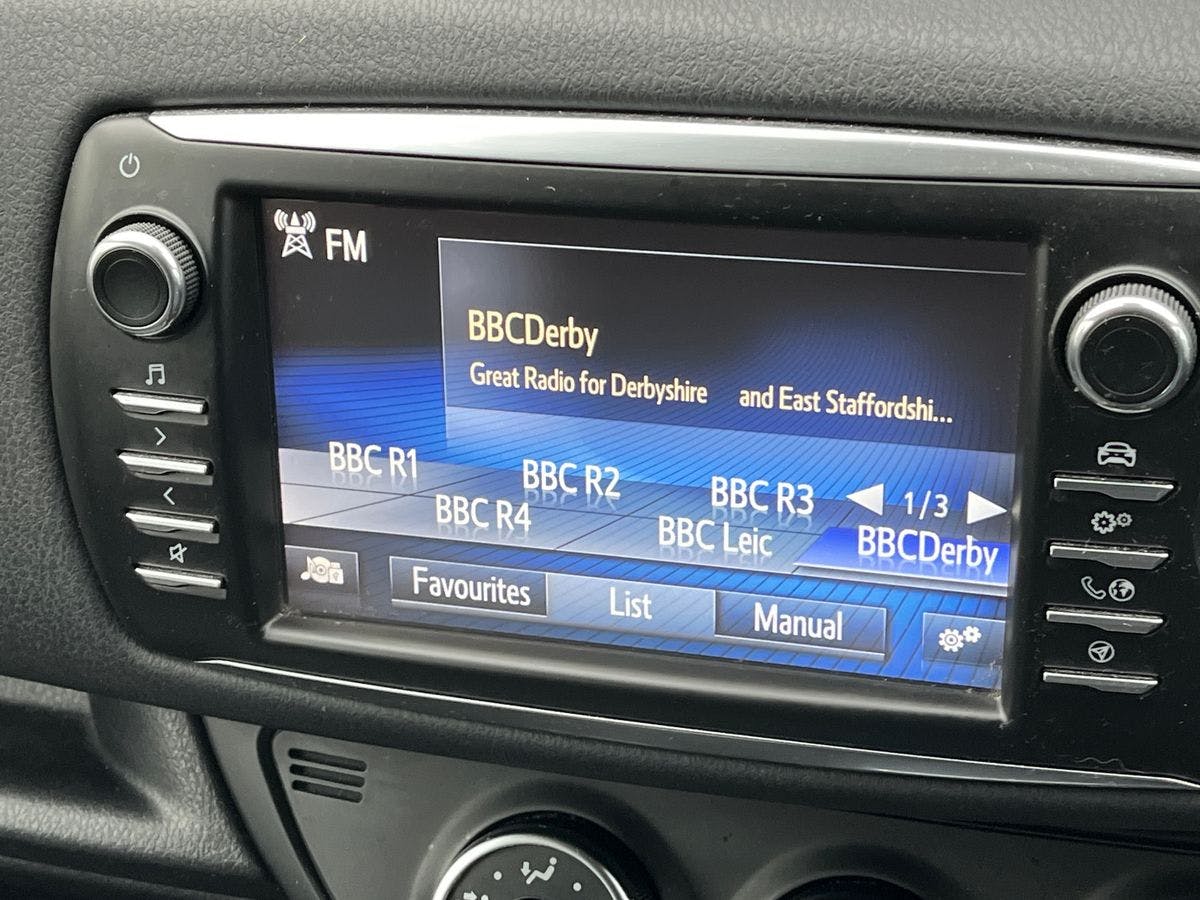 FM
BBCDerby
Great Radio for Derbyshire and East Staffordshi...
BBC R1 BBC R2 BBC R3 1/3
BBC R4 BBC Leic BBCDerby
Favourites List Manual